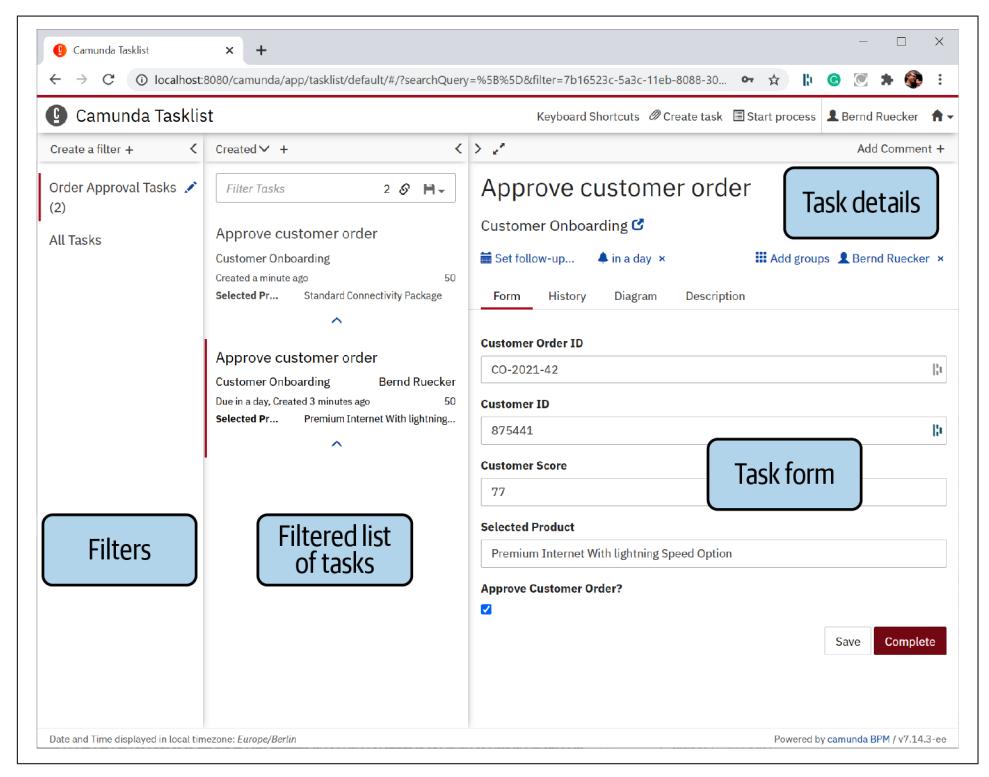 Camunda Tasklist
localhost:8080/camunda/app/tasklist/default/#/?searchQuery=%5B%5D&filter=7b16523c-5a3c-11eb-8088-30...
Camunda Tasklist
Keyboard Shortcuts Create task Start process Bernd Ruecker
Create a filter +
Created +
Add Comment +
Order Approval Tasks
(2)
All Tasks
Filter Tasks 2
Approve customer order
Customer Onboarding
Created a minute ago 50
Selected Pr... Standard Connectivity Package
Approve customer order
Customer Onboarding Bernd Ruecker
Due in a day, Created 3 minutes ago 50
Selected Pr... Premium Internet With lightning...
Approve customer order
Customer Onboarding
Set follow-up... in a day × Add groups Bernd Ruecker ×
Form History Diagram Description
Customer Order ID
CO-2021-42
Customer ID
875441
Customer Score
77
Selected Product
Premium Internet With lightning Speed Option
Approve Customer Order?
Save Complete
Task details
Task form
Filters
Filtered list
of tasks
Date and Time displayed in local timezone: Europe/Berlin
Powered by camunda BPM / v7.14.3-ee